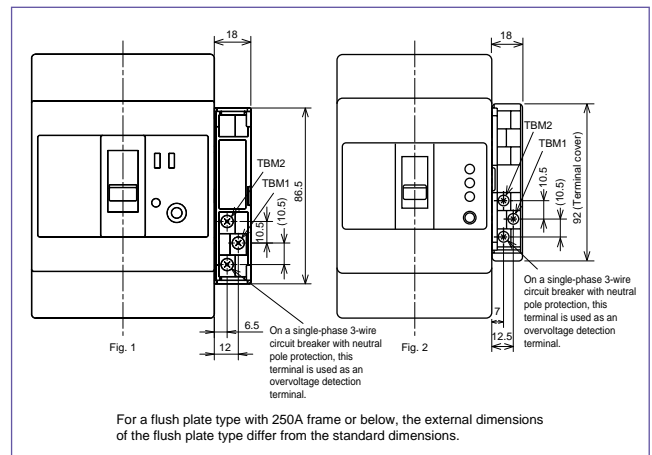 18
TBM2
TBM1
86.5
(10.5)
10.5
6.5
12
Fig. 1
On a single-phase 3-wire
circuit breaker with neutral
pole protection, this
terminal is used as an
overvoltage detection
terminal.
18
TBM2
TBM1
10.5
(10.5)
92 (Terminal cover)
7
12.5
Fig. 2
On a single-phase 3-wire
circuit breaker with neutral
pole protection, this
terminal is used as an
overvoltage detection
terminal.
For a flush plate type with 250A frame or below, the external dimensions
of the flush plate type differ from the standard dimensions.